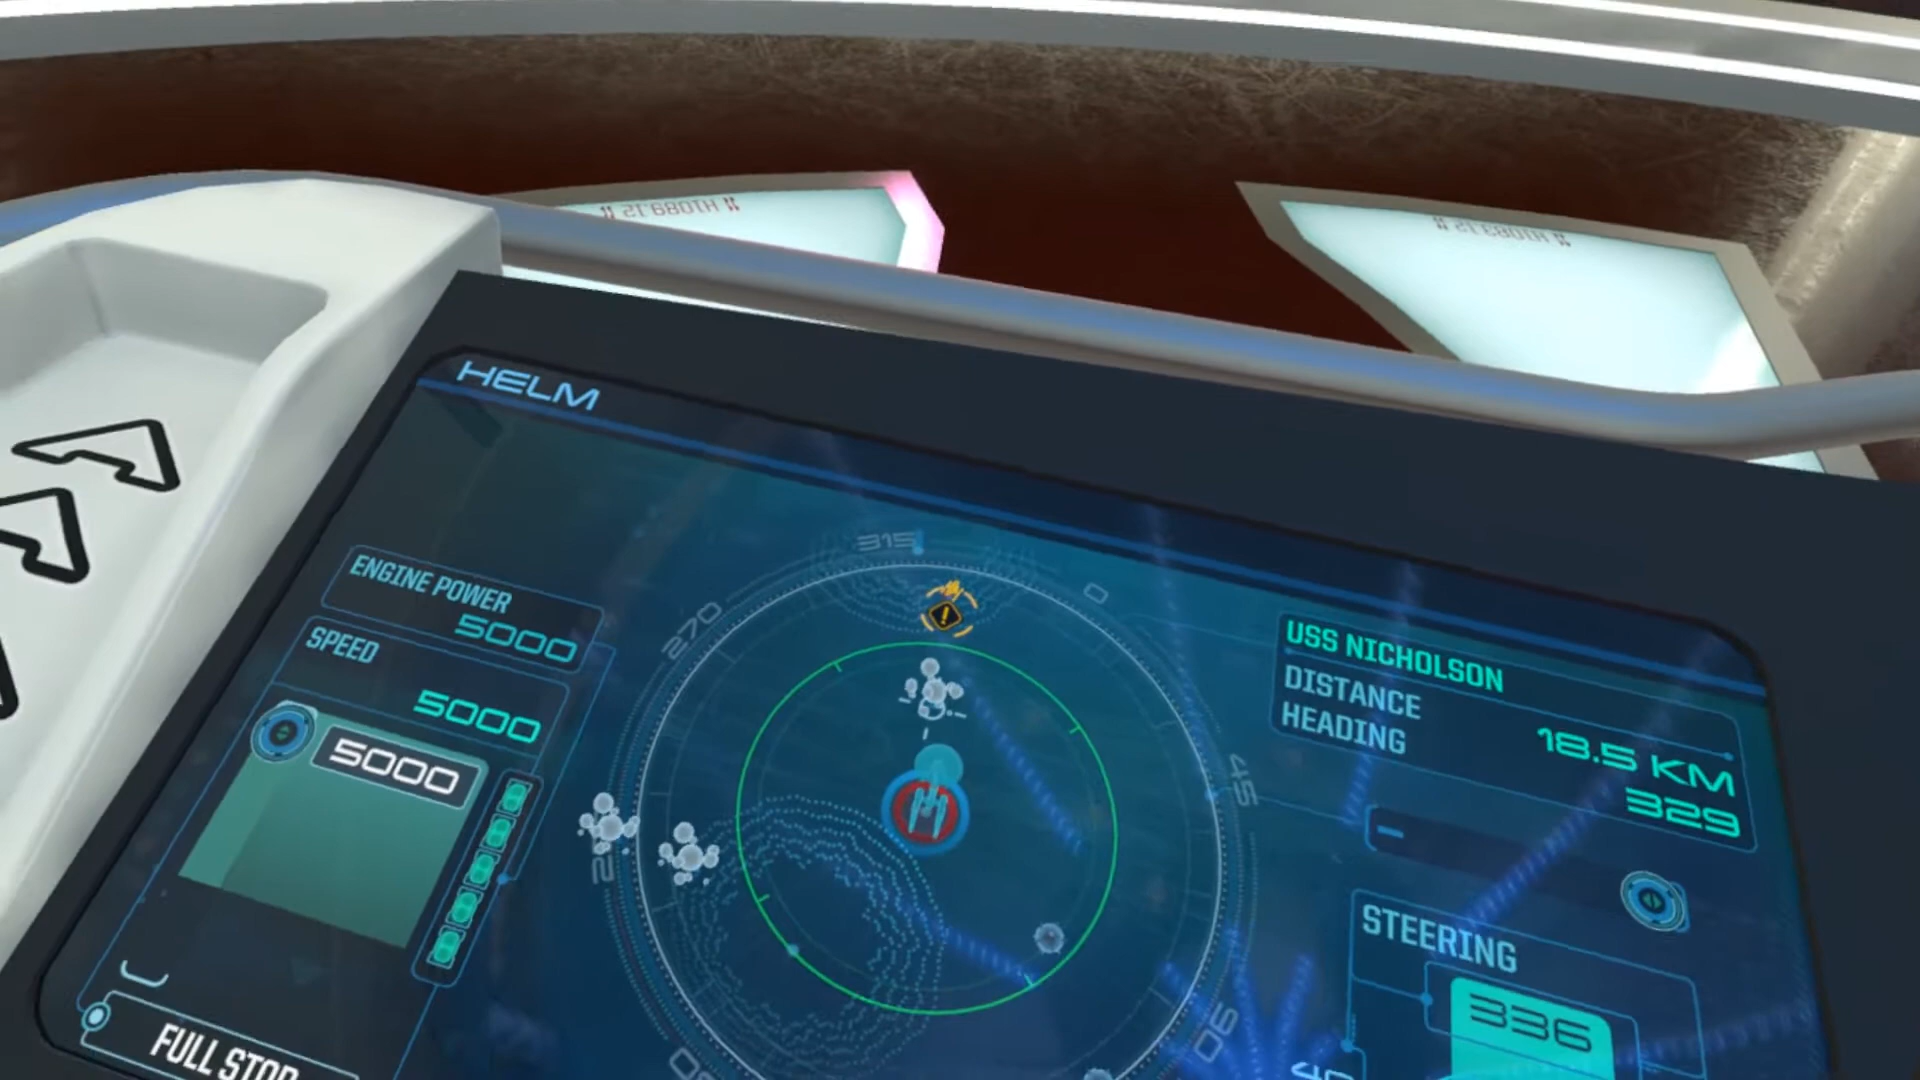 HELM
ENGINE POWER
5000
SPEED
5000
5000
FULL STOP
315
0
270
45
90
USS NICHOLSON
DISTANCE
18.5 KM
HEADING
329
STEERING
336